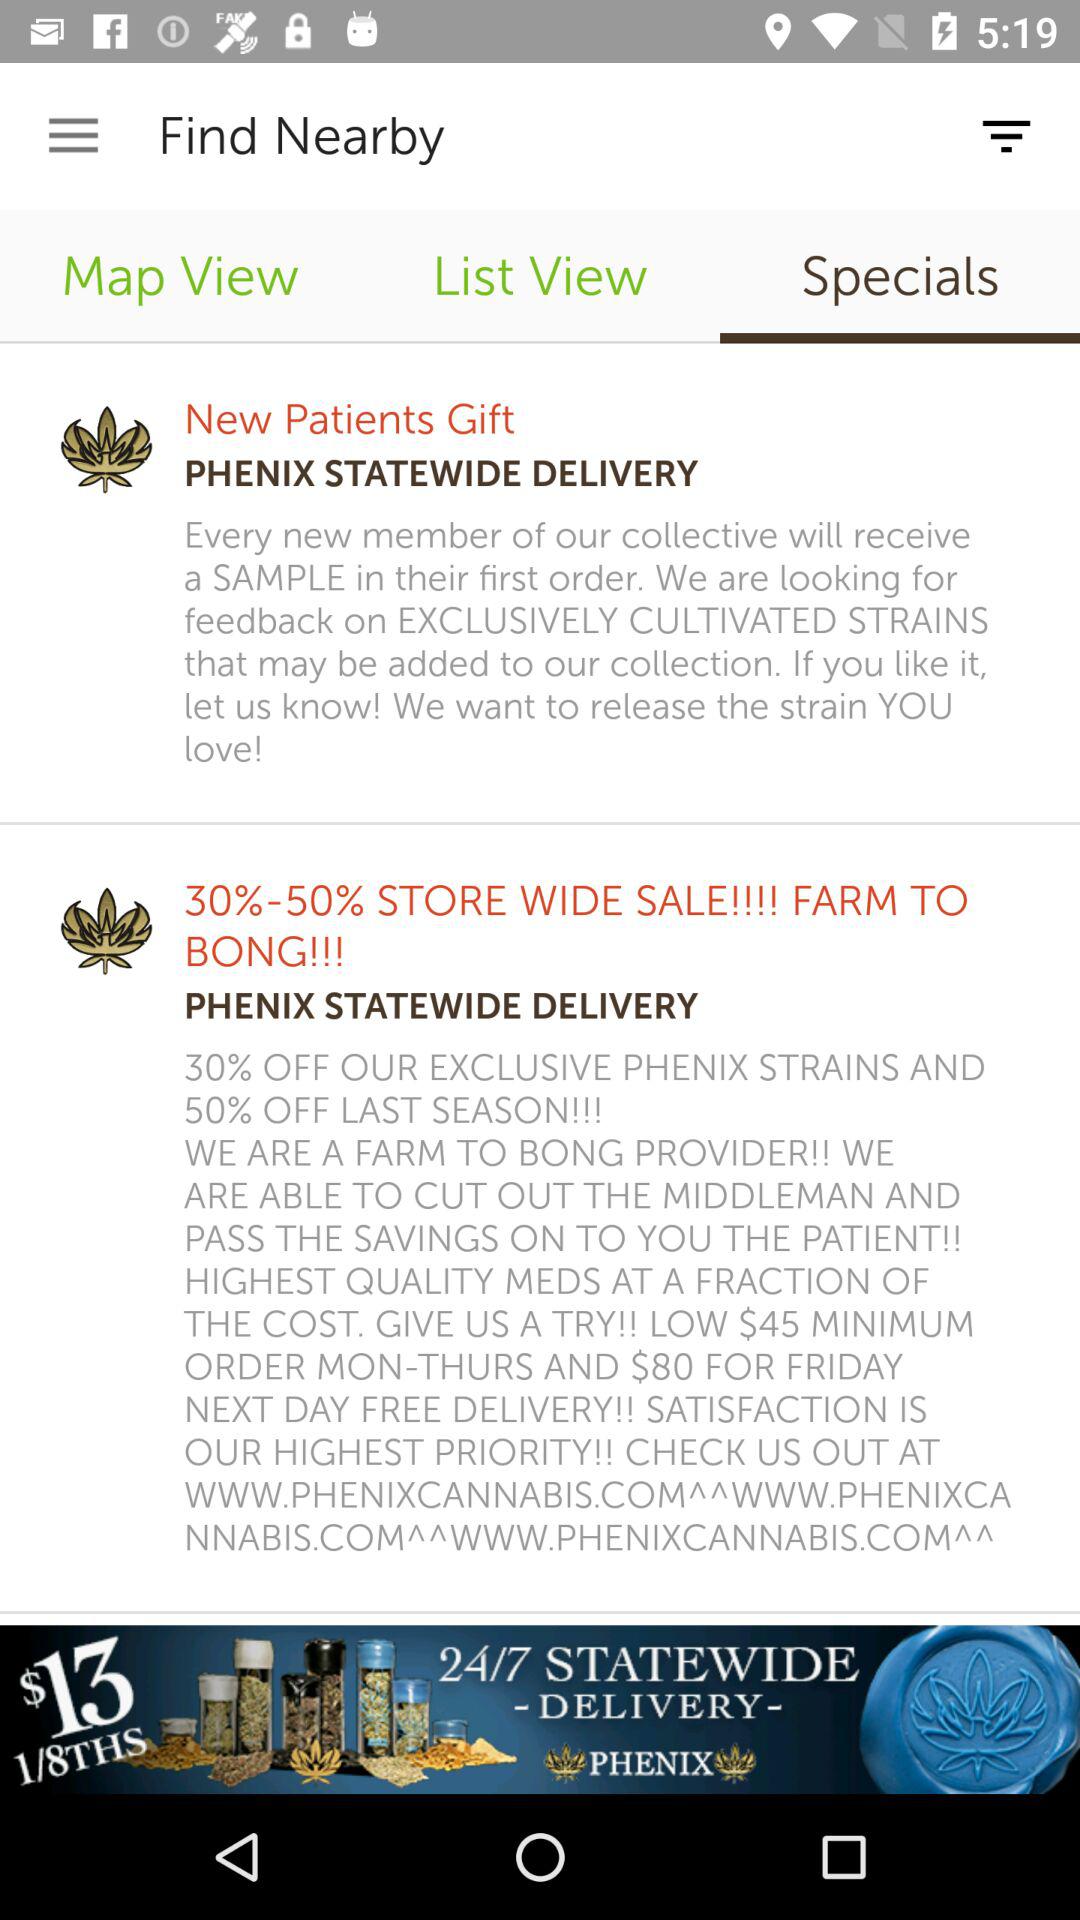 FAKE
5:19
Find Nearby
Map View
List View
Specials
New Patients Gift
PHENIX STATEWIDE DELIVERY
Every new member of our collective will receive
a SAMPLE in their first order. We are looking for
feedback on EXCLUSIVELY CULTIVATED STRAINS
that may be added to our collection. If you like it,
let us know! We want to release the strain YOU
love!
30%-50% STORE WIDE SALE!!!! FARM TO
BONG!!!
PHENIX STATEWIDE DELIVERY
30% OFF OUR EXCLUSIVE PHENIX STRAINS AND
50% OFF LAST SEASON!!!
WE ARE A FARM TO BONG PROVIDER!! WE
ARE ABLE TO CUT OUT THE MIDDLEMAN AND
PASS THE SAVINGS ON TO YOU THE PATIENT!!
HIGHEST QUALITY MEDS AT A FRACTION OF
THE COST. GIVE US A TRY!! LOW $45 MINIMUM
ORDER MON-THURS AND $80 FOR FRIDAY
NEXT DAY FREE DELIVERY!! SATISFACTION IS
OUR HIGHEST PRIORITY!! CHECK US OUT AT
WWW.PHENIXCANNABIS.COM^^WWW.PHENIXCA
NNABIS.COM^^WWW.PHENIXCANNABIS.COM^^
$13
1/8THS
24/7 STATEWIDE
-DELIVERY-
PHENIX